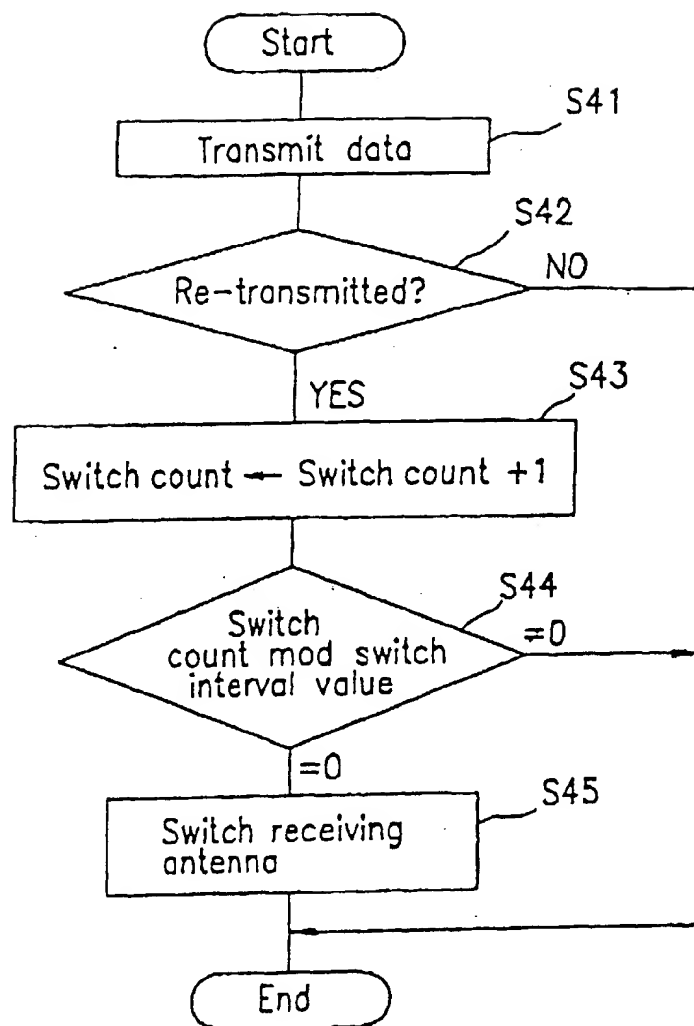 Start
S41
Transmit data
S42
Re-transmitted?
NO
YES
S43
Switch count ← Switch count +1
S44
Switch
count mod switch
interval value
=0
=0
S45
Switch receiving
antenna
End